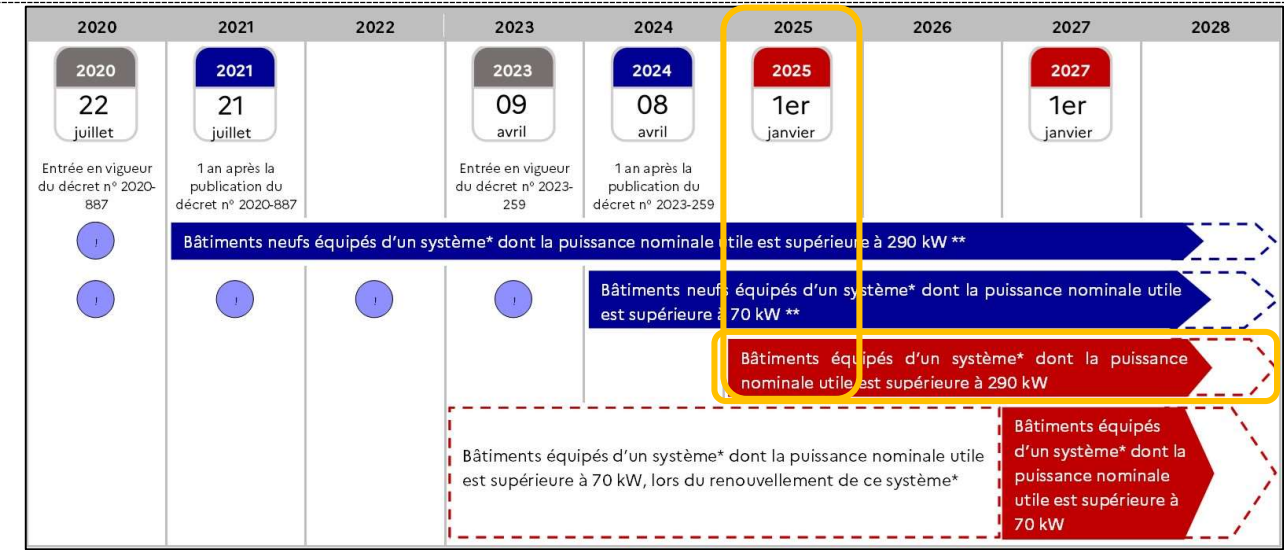 2020 2021 2022 2023 2024 2025 2026 2027 2028
2020
22
juillet
Entrée en vigueur
du décret n° 2020-
887
2021
21
juillet
1 an après la
publication du
décret n° 2020-887
2023
09
avril
Entrée en vigueur
du décret n° 2023-
259
2024
08
avril
1 an après la
publication du
décret n° 2023-259
2025
1er
janvier
2027
1er
janvier
!
Bâtiments neufs équipés d'un système* dont la puissance nominale utile est supérieure à 290 kW **
! ! ! !
Bâtiments neufs équipés d'un système* dont la puissance nominale utile
est supérieure à 70 kW **
Bâtiments équipés d'un système* dont la puissance
nominale utile est supérieure à 290 kW
Bâtiments équipés d'un système* dont la puissance nominale utile
est supérieure à 70 kW, lors du renouvellement de ce système*
Bâtiments équipés
d'un système* dont la
puissance nominale
utile est supérieure à
70 kW